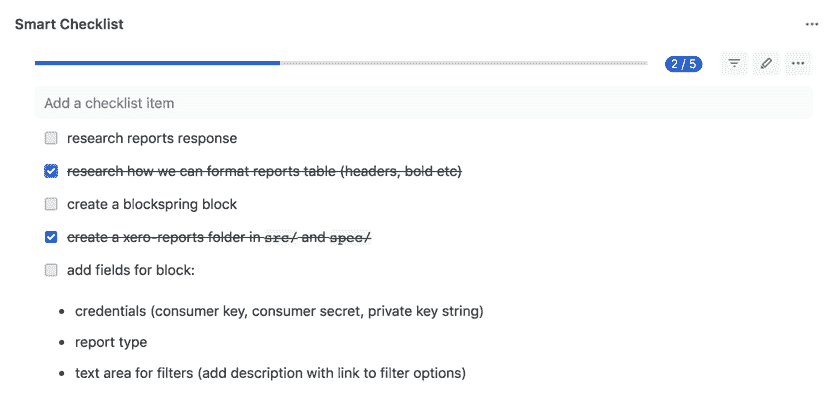 Smart Checklist
2 / 5
Add a checklist item
research reports response
research how we can format reports table (headers, bold etc)
create a blockspring block
create a xero-reports folder in src/ and spec/
add fields for block:
• credentials (consumer key, consumer secret, private key string)
• report type
• text area for filters (add description with link to filter options)